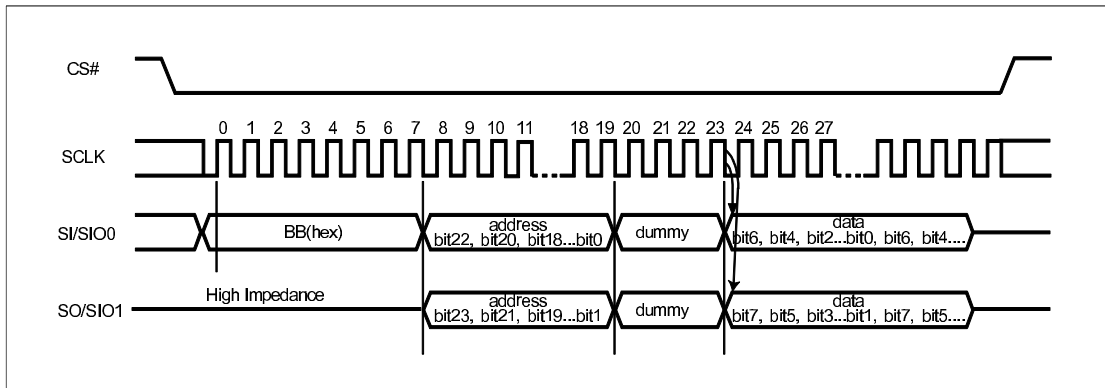 CS#
0 1 2 3 4 5 6 7 8 9 10 11 18 19 20 21 22 23 24 25 26 27
SCLK
SI/SIO0
BB(hex)
address
bit22, bit20, bit18...bit0
dummy
data
bit6, bit4, bit2...bit0, bit6, bit4....
High Impedance
SO/SIO1
address
bit23, bit21, bit19...bit1
dummy
data
bit7, bit5, bit3...bit1, bit7, bit5....